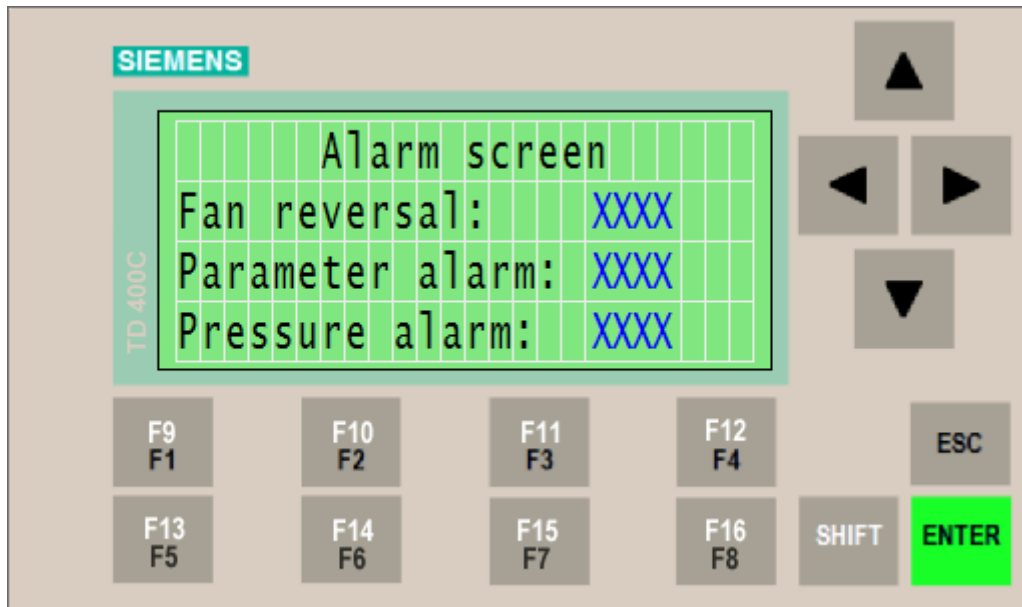 SIEMENS
TD 400C
Alarm screen
Fan reversal: XXXX
Parameter alarm: XXXX
Pressure alarm: XXXX
F9
F1
F10
F2
F11
F3
F12
F4
ESC
F13
F5
F14
F6
F15
F7
F16
F8
SHIFT
ENTER